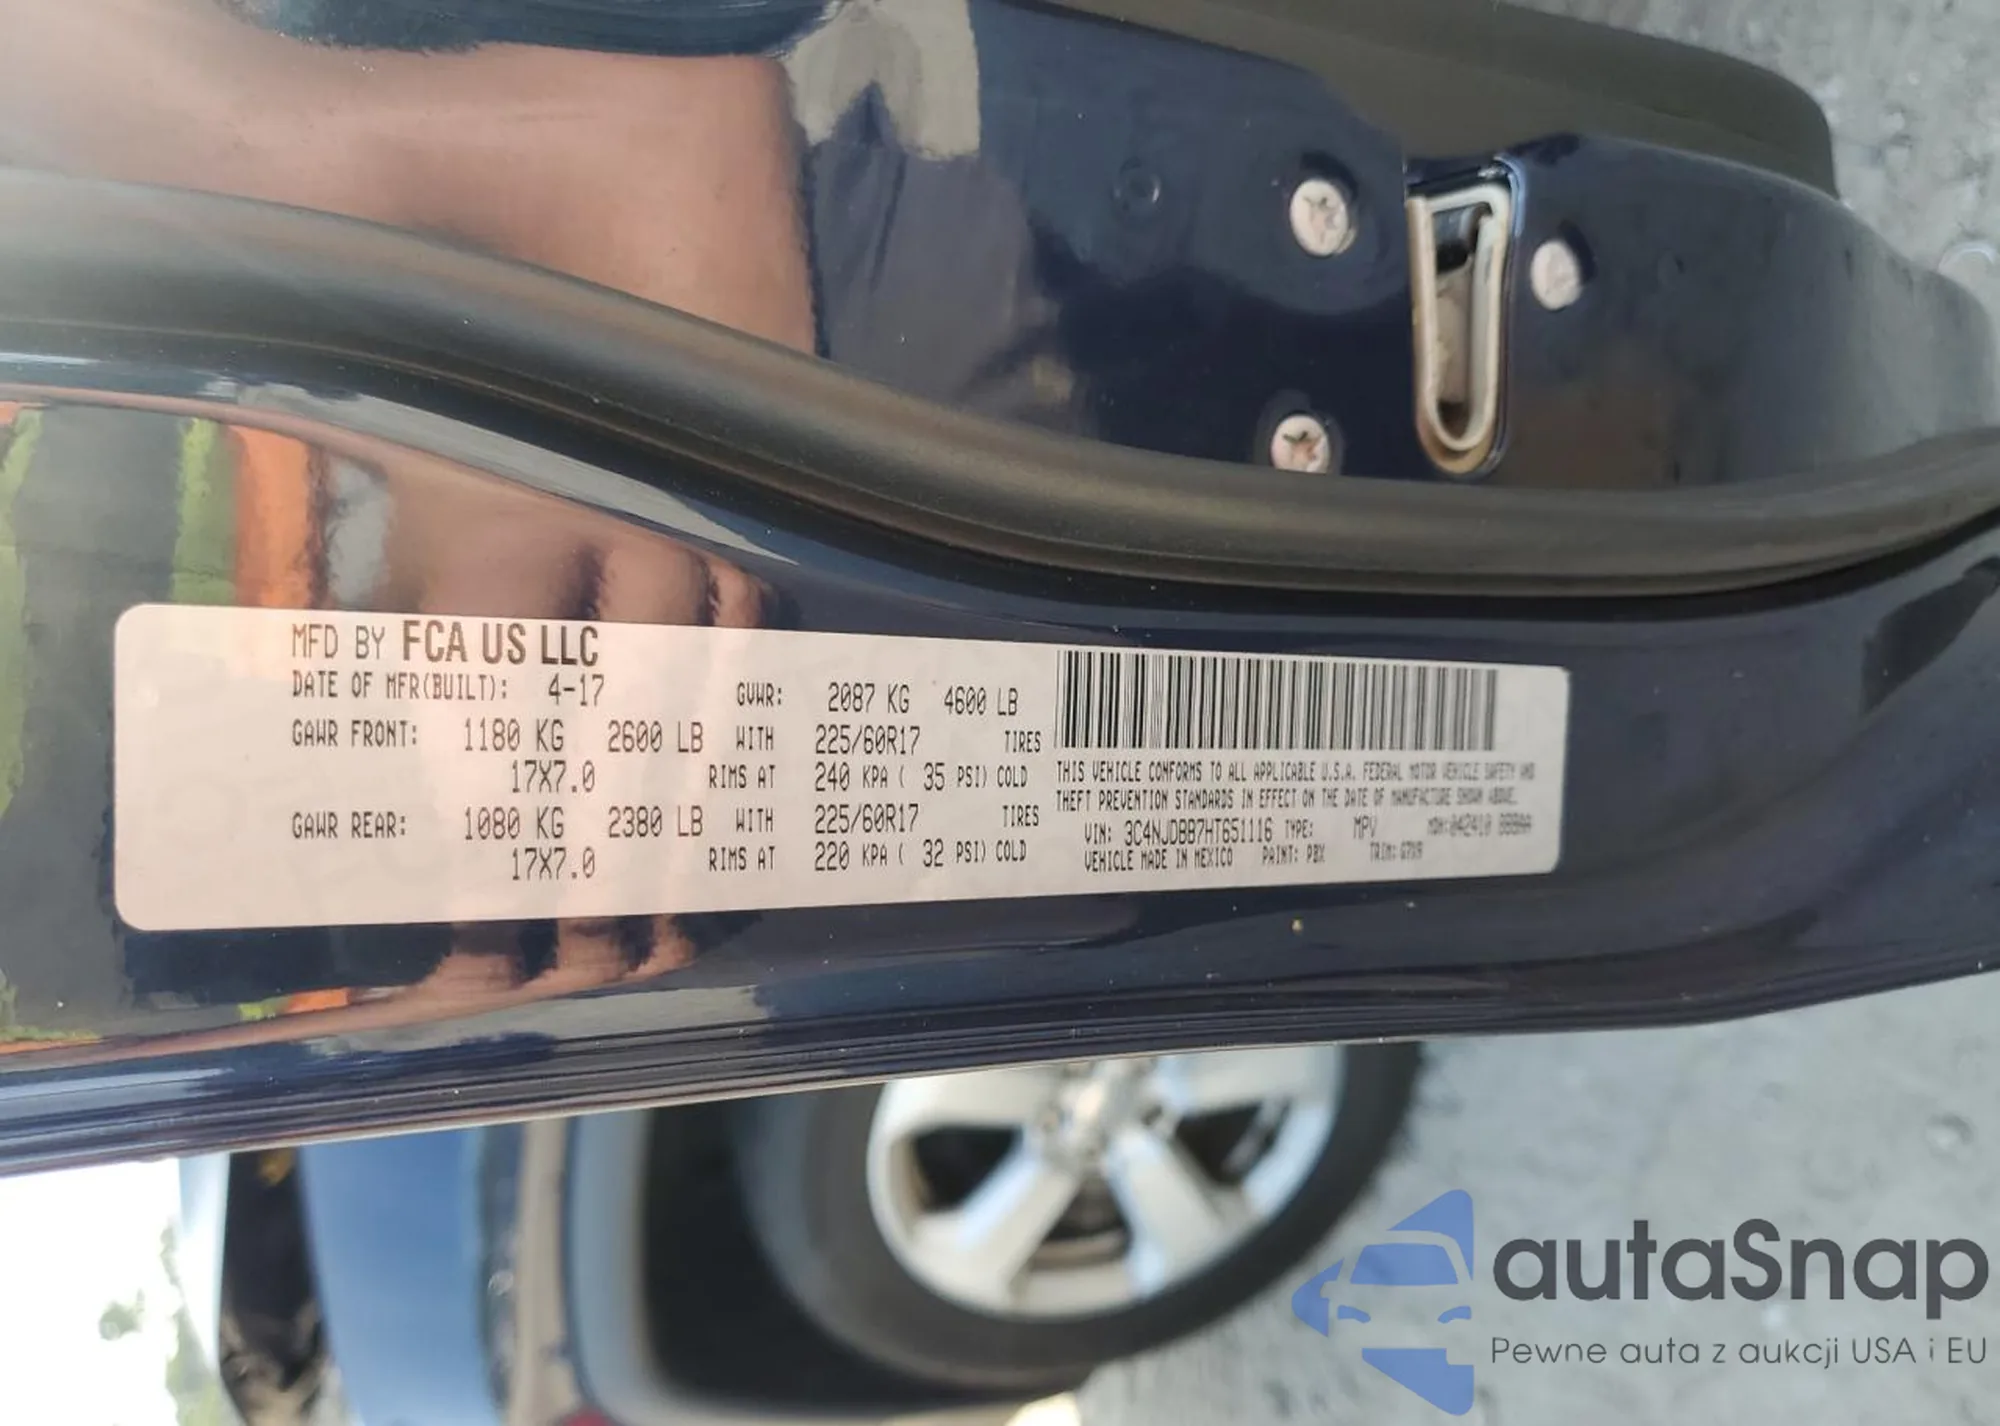 MFD BY FCA US LLC
DATE OF MFR(BUILT): 4-17 GVWR: 2087 KG 4600 LB
GAWR FRONT: 1180 KG 2600 LB WITH 225/60R17 TIRES
17X7.0 RIMS AT 240 KPA ( 35 PSI) COLD
GAWR REAR: 1080 KG 2380 LB WITH 225/60R17 TIRES
17X7.0 RIMS AT 220 KPA ( 32 PSI) COLD
THIS VEHICLE CONFORMS TO ALL APPLICABLE U.S.A. FEDERAL MOTOR VEHICLE SAFETY AND
THEFT PREVENTION STANDARDS IN EFFECT ON THE DATE OF MANUFACTURE SHOWN ABOVE.
VIN: 3C4NJDBB7HT651116 TYPE: MPV
VEHICLE MADE IN MEXICO PAINT: PBX TRIM:
autaSnap
Pewne auta z aukcji USA i EU